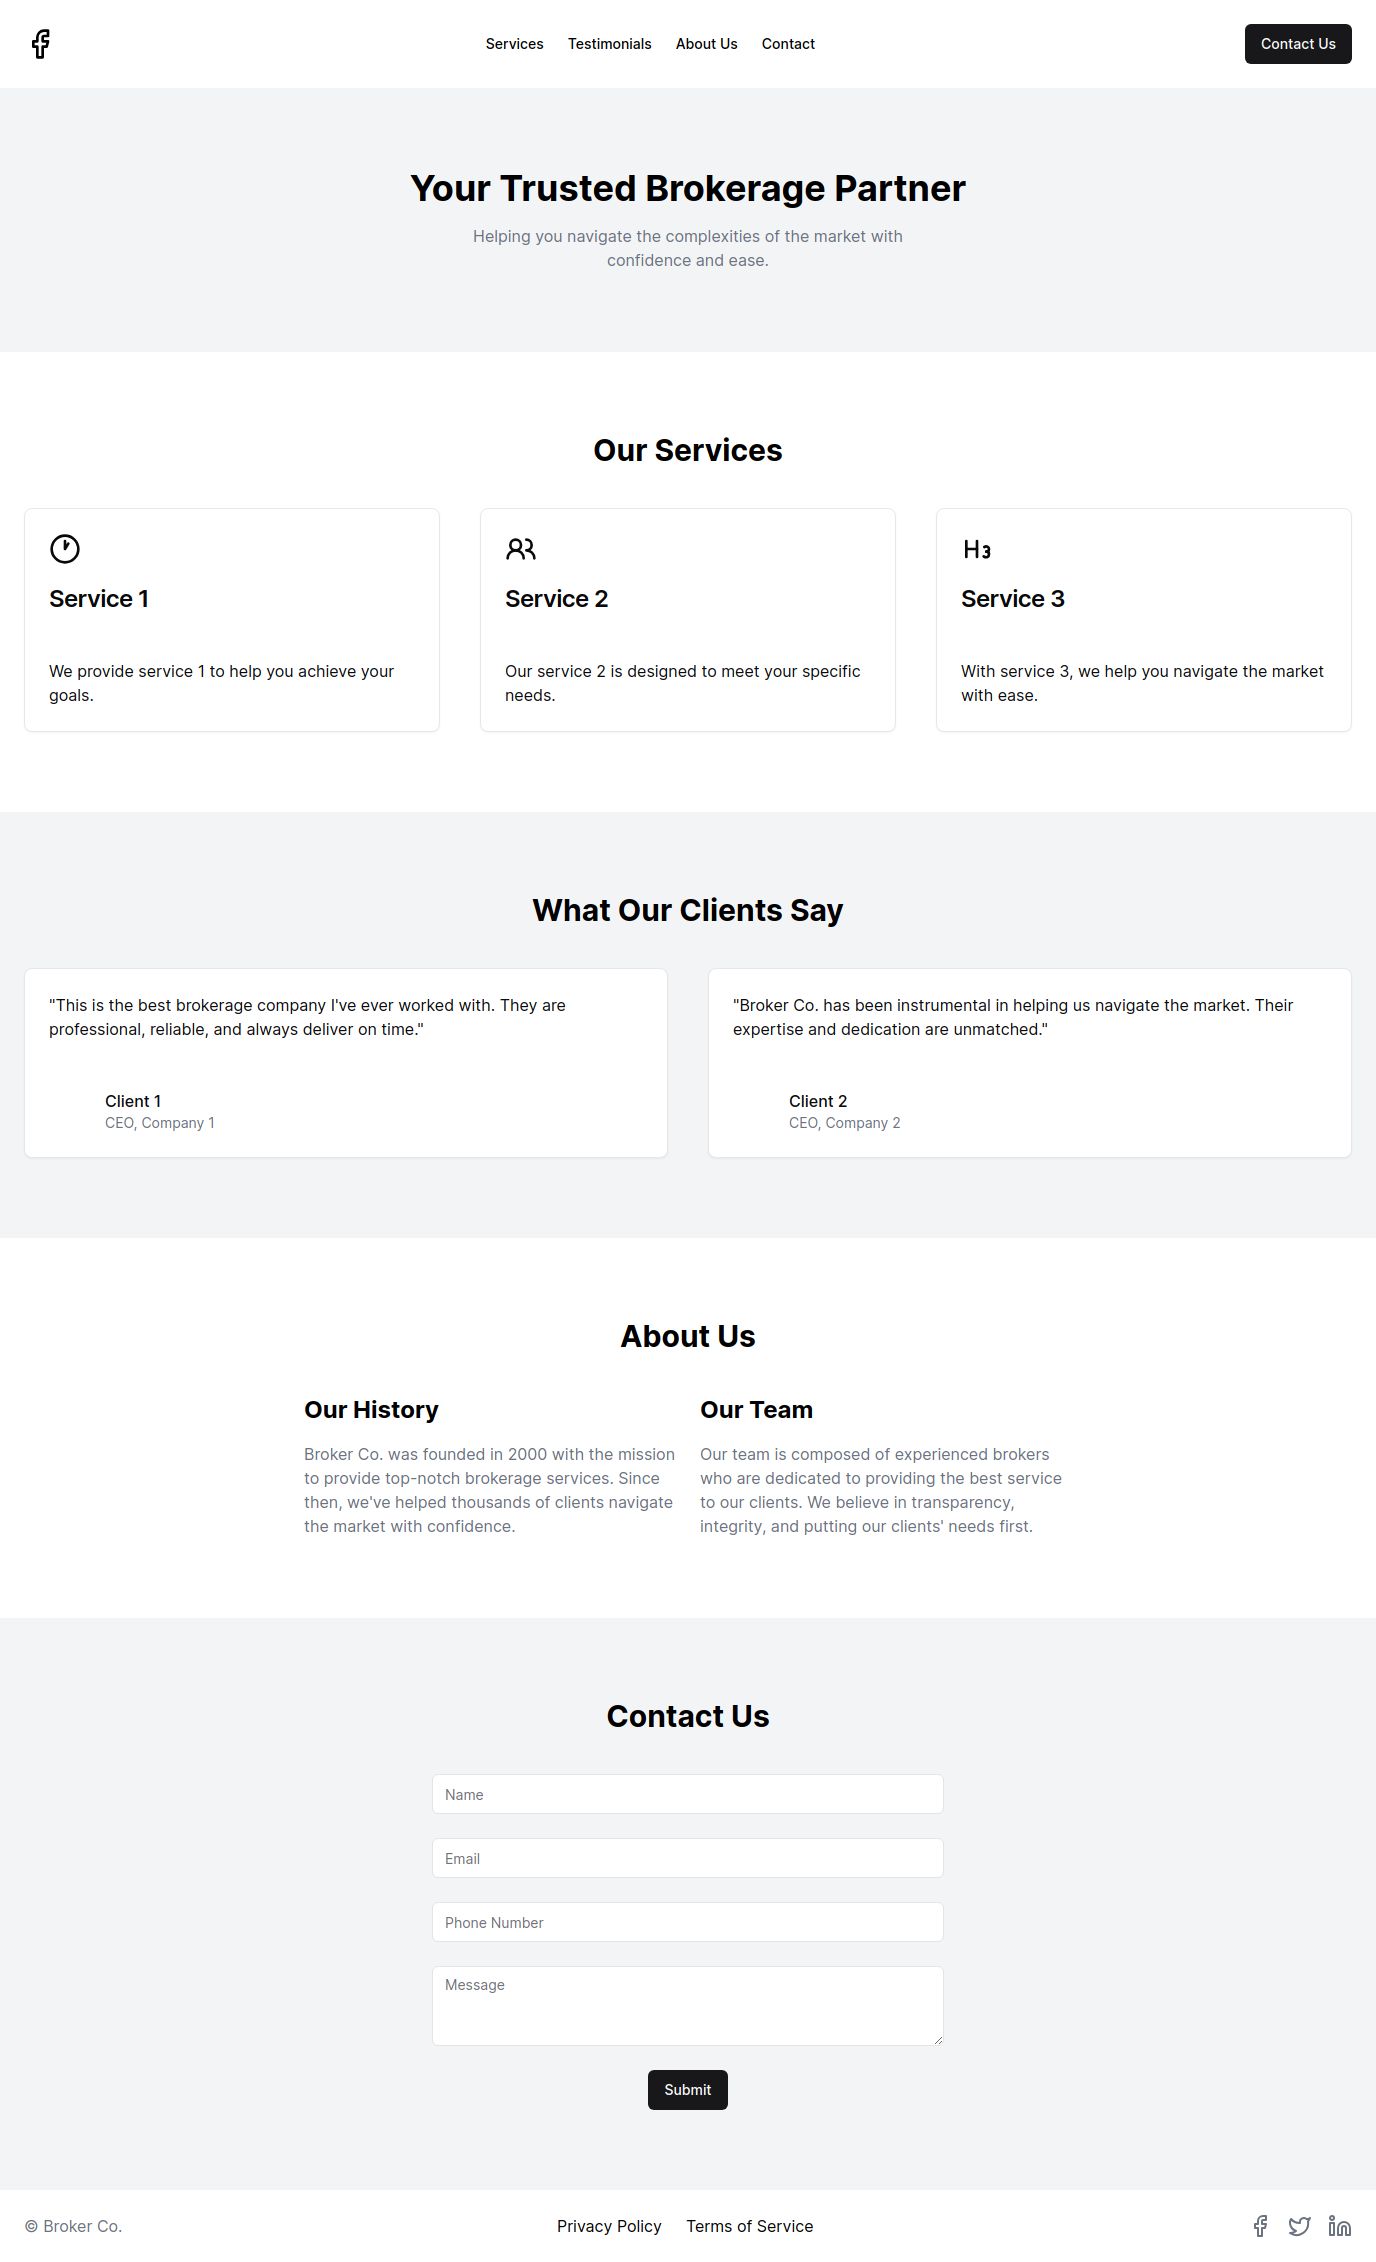 Services Testimonials About Us Contact
Contact Us
Your Trusted Brokerage Partner
Helping you navigate the complexities of the market with
confidence and ease.
Our Services
Service 1
We provide service 1 to help you achieve your
goals.
Service 2
Our service 2 is designed to meet your specific
needs.
H3
Service 3
With service 3, we help you navigate the market
with ease.
What Our Clients Say
"This is the best brokerage company I've ever worked with. They are
professional, reliable, and always deliver on time."
Client 1
CEO, Company 1
"Broker Co. has been instrumental in helping us navigate the market. Their
expertise and dedication are unmatched."
Client 2
CEO, Company 2
About Us
Our History
Broker Co. was founded in 2000 with the mission
to provide top-notch brokerage services. Since
then, we've helped thousands of clients navigate
the market with confidence.
Our Team
Our team is composed of experienced brokers
who are dedicated to providing the best service
to our clients. We believe in transparency,
integrity, and putting our clients' needs first.
Contact Us
Name
Email
Phone Number
Message
Submit
© Broker Co.
Privacy Policy Terms of Service